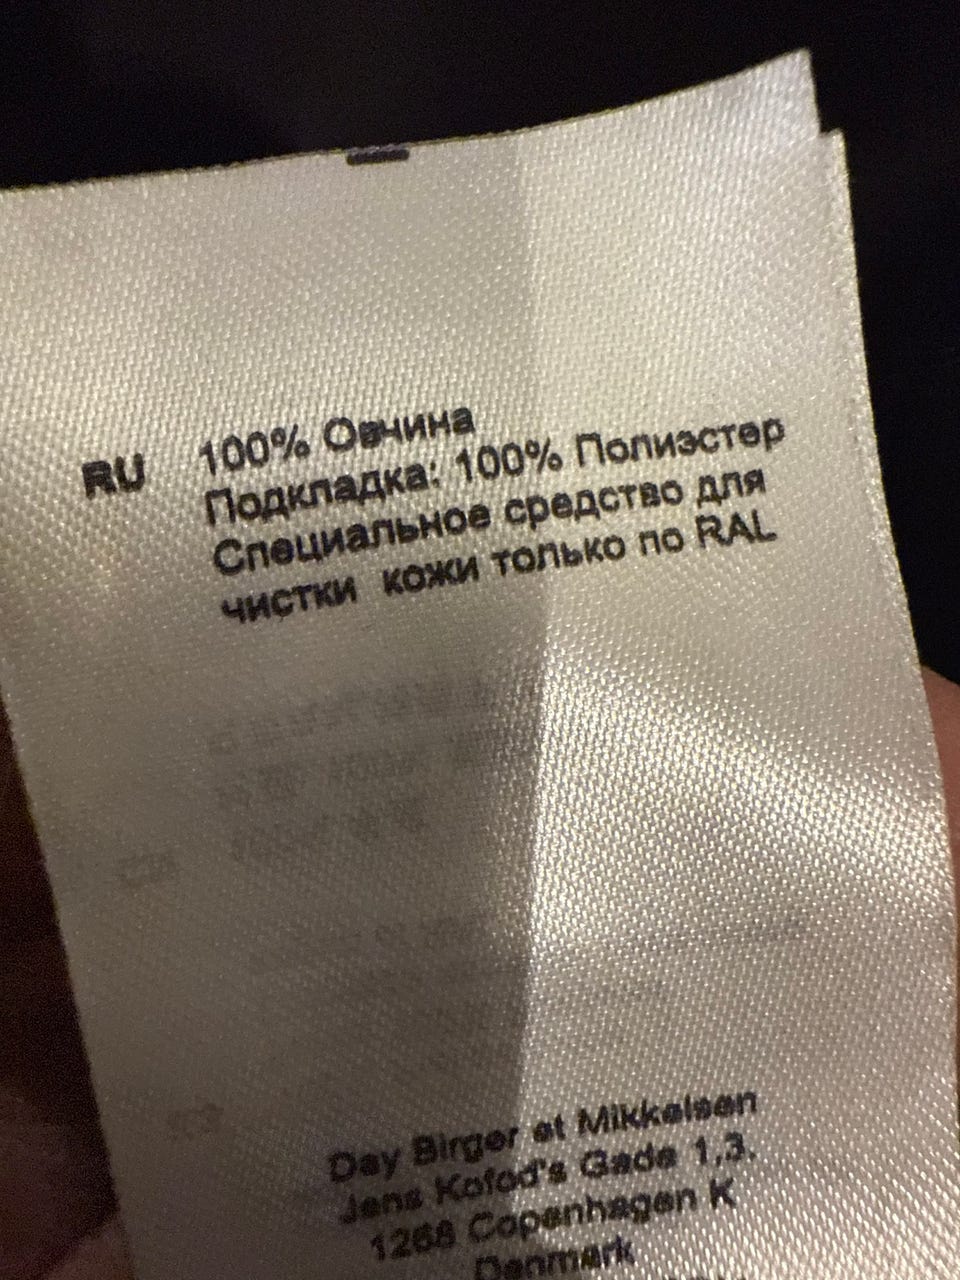 RU 100% Овчина
Подкладка: 100% Полиэстер
Специальное средство для
чистки кожи только по RAL
Day Birger et Mikkelsen
Jens Kofod's Gade 1,3.
1268 Copenhagen K
Denmark